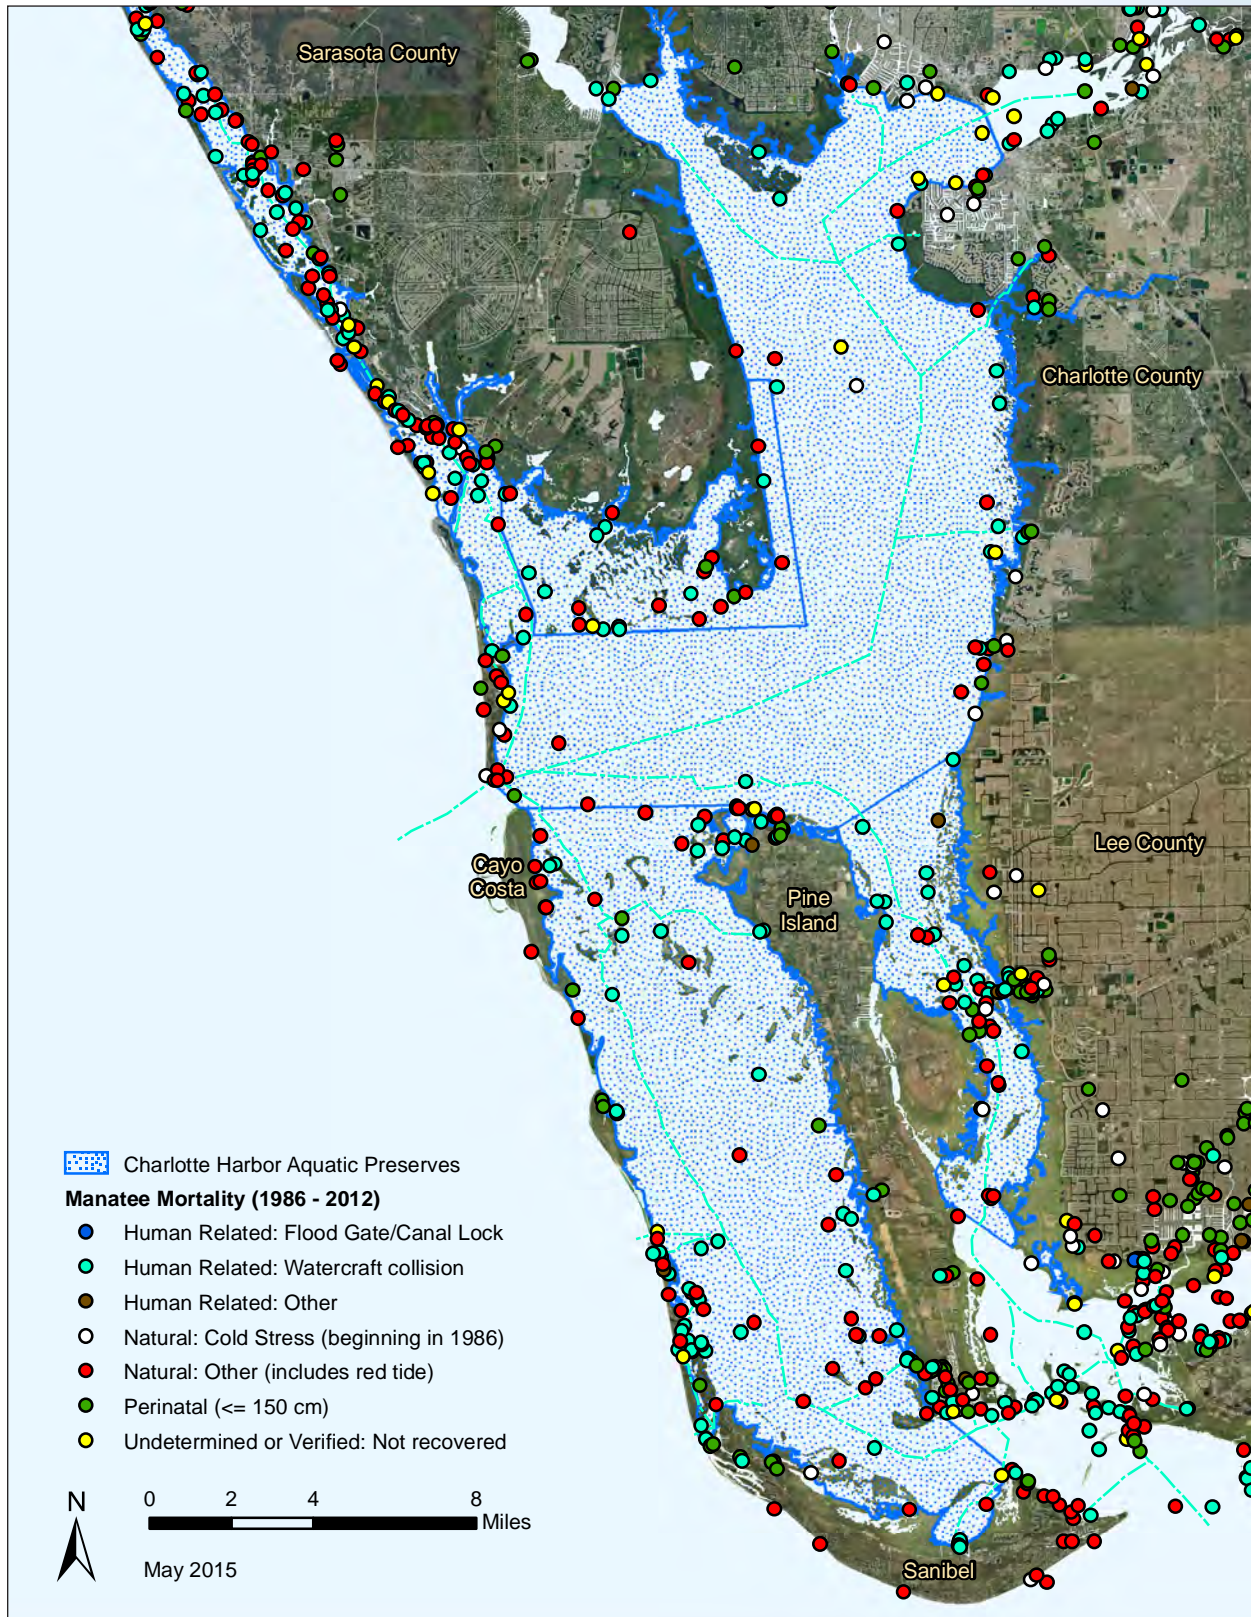 Sarasota County
Charlotte County
Lee County
Cayo
Costa
Pine
Island
Charlotte Harbor Aquatic Preserves
Manatee Mortality (1986 - 2012)
Human Related: Flood Gate/Canal Lock
Human Related: Watercraft collision
Human Related: Other
Natural: Cold Stress (beginning in 1986)
Natural: Other (includes red tide)
Perinatal (<= 150 cm)
Undetermined or Verified: Not recovered
N
0 2 4 8
Miles
May 2015
Sanibel